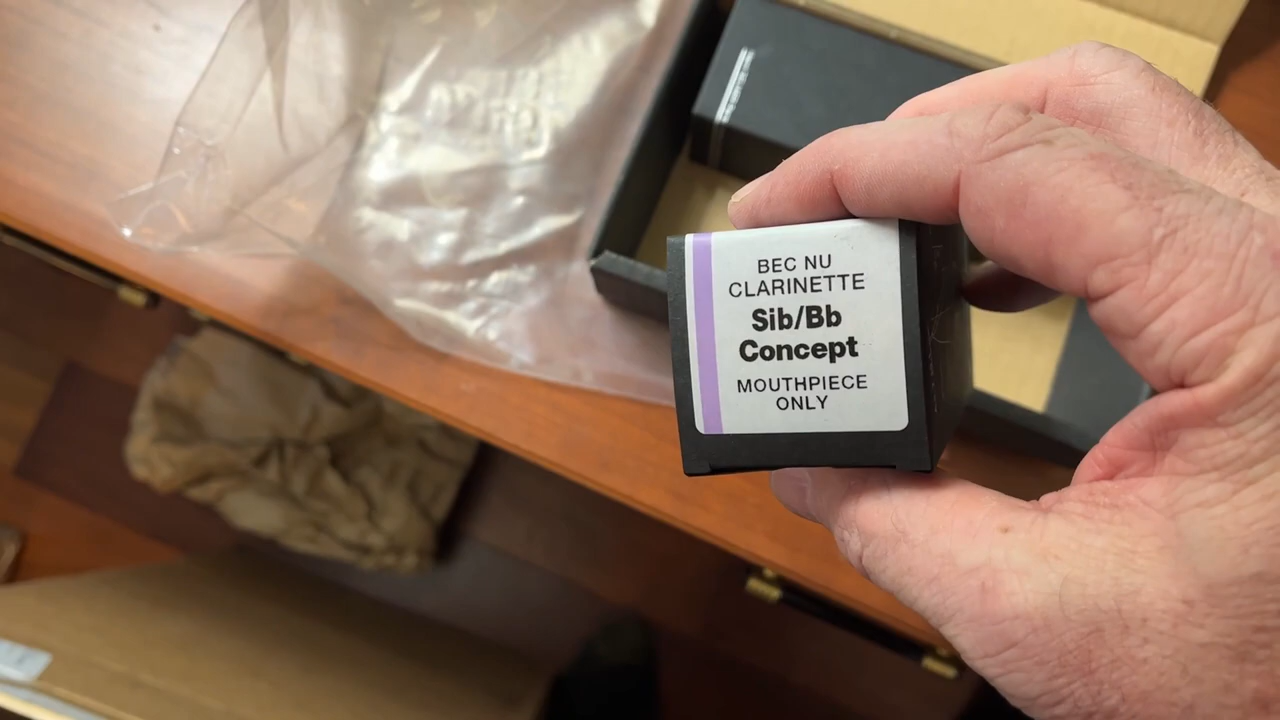 BEC NU
CLARINETTE
Sib/Bb
Concept
MOUTHPIECE
ONLY